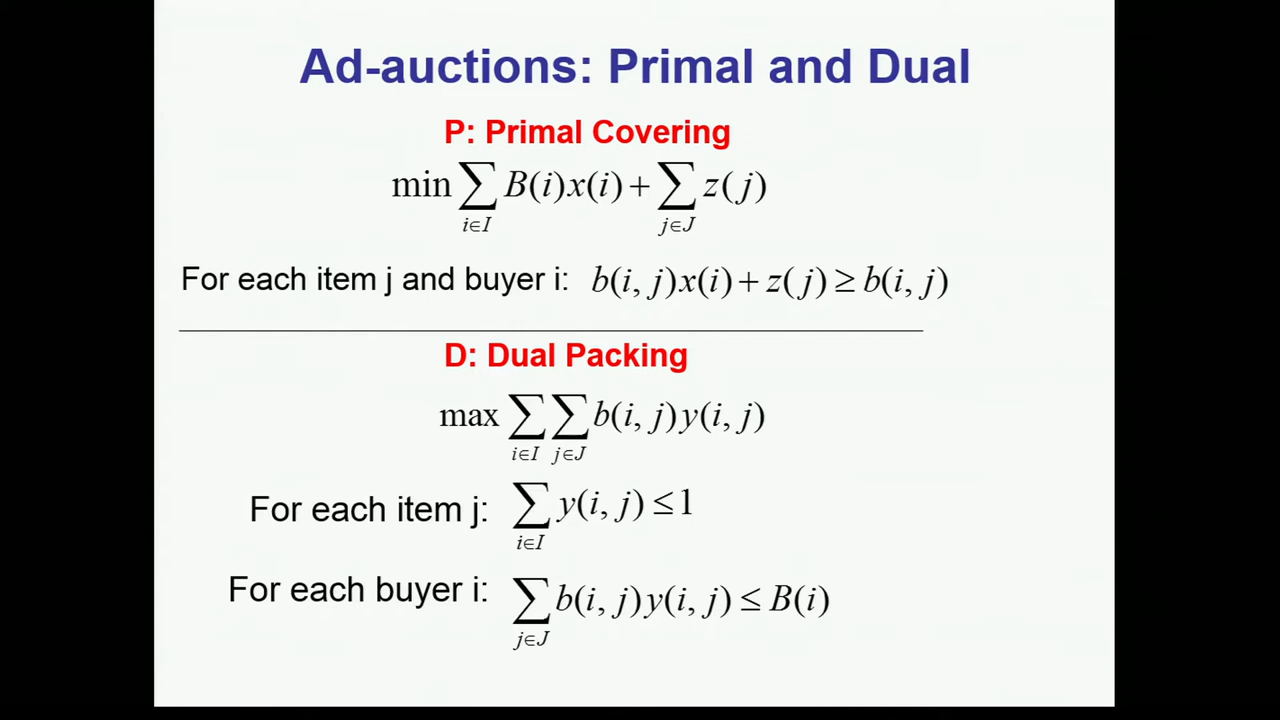 Ad-auctions: Primal and Dual
P: Primal Covering
min ∑_{i∈I} B(i)x(i) + ∑_{j∈J} z(j)
For each item j and buyer i: b(i, j)x(i) + z(j) ≥ b(i, j)
D: Dual Packing
max ∑_{i∈I} ∑_{j∈J} b(i, j)y(i, j)
For each item j: ∑_{i∈I} y(i, j) ≤ 1
For each buyer i: ∑_{j∈J} b(i, j)y(i, j) ≤ B(i)